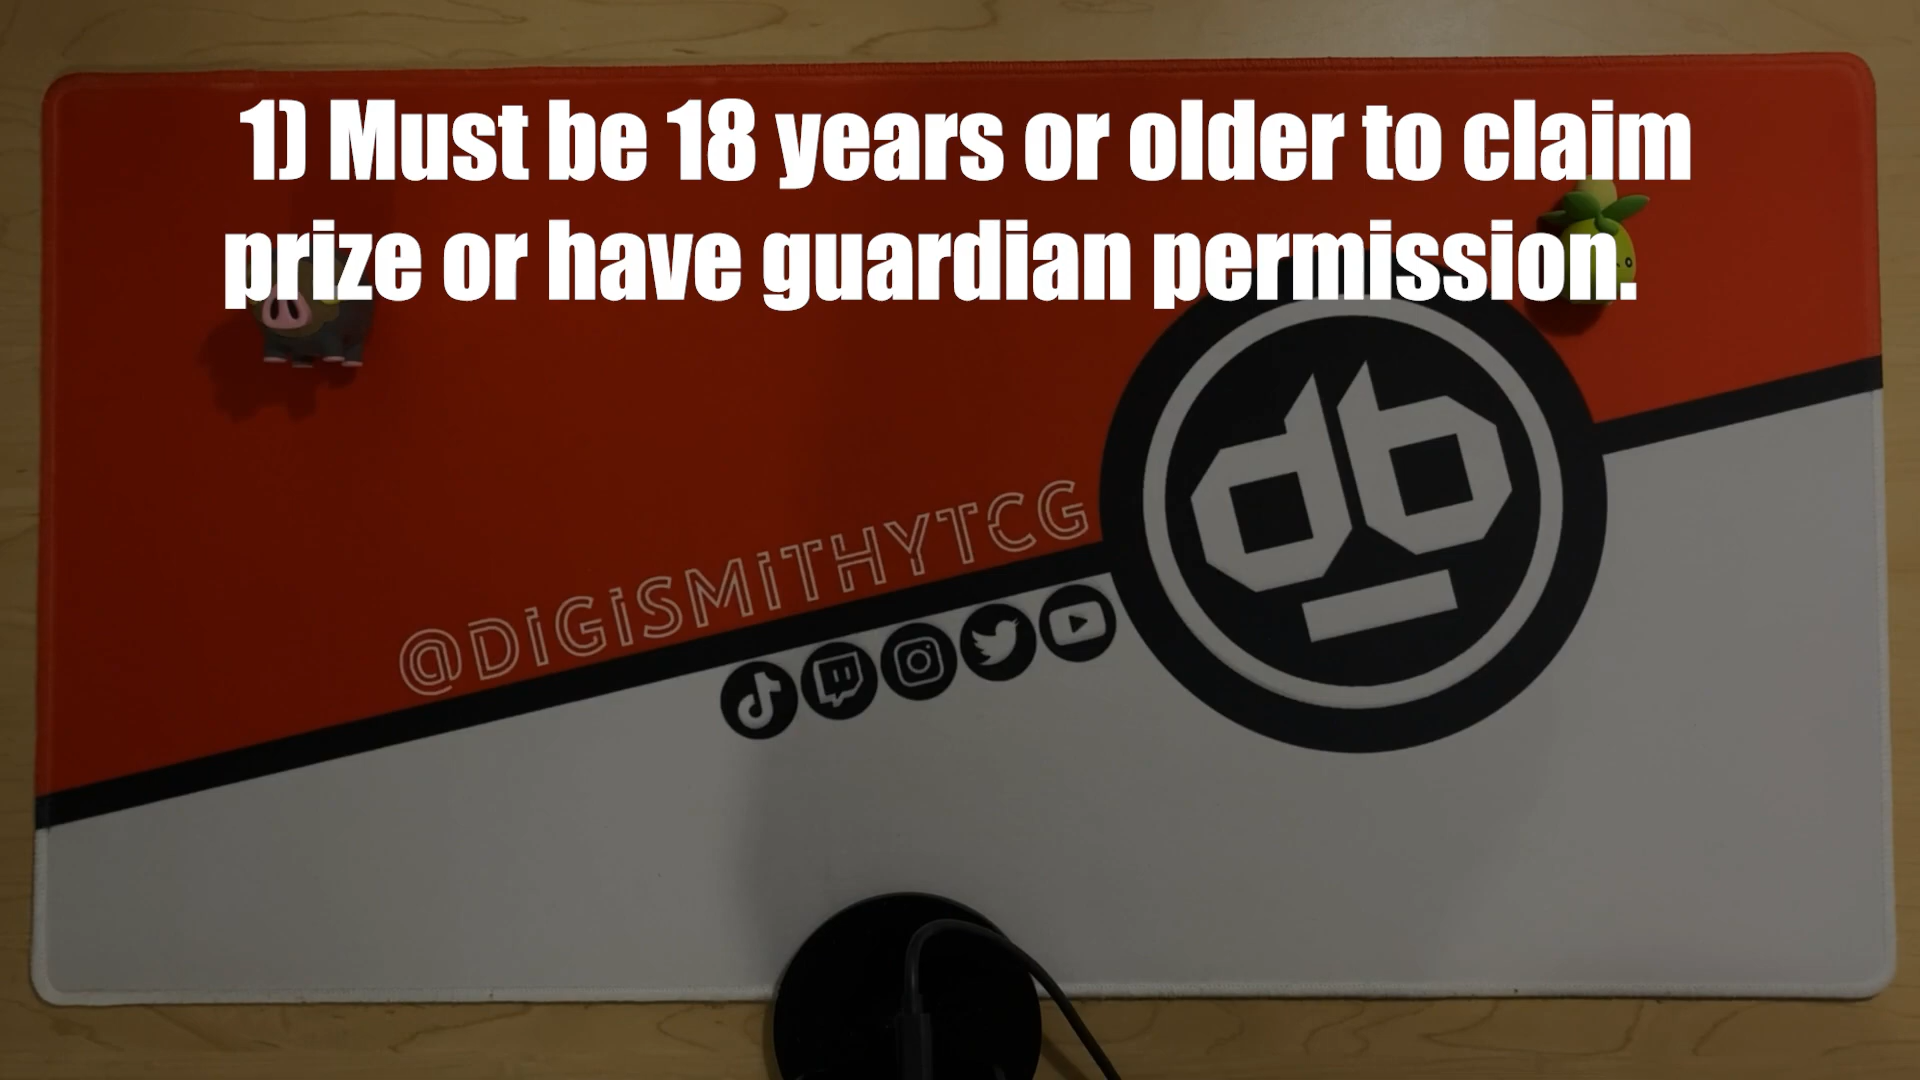 1) Must be 18 years or older to claim
prize or have guardian permission.
@DiGiSMiTHYTCG
db